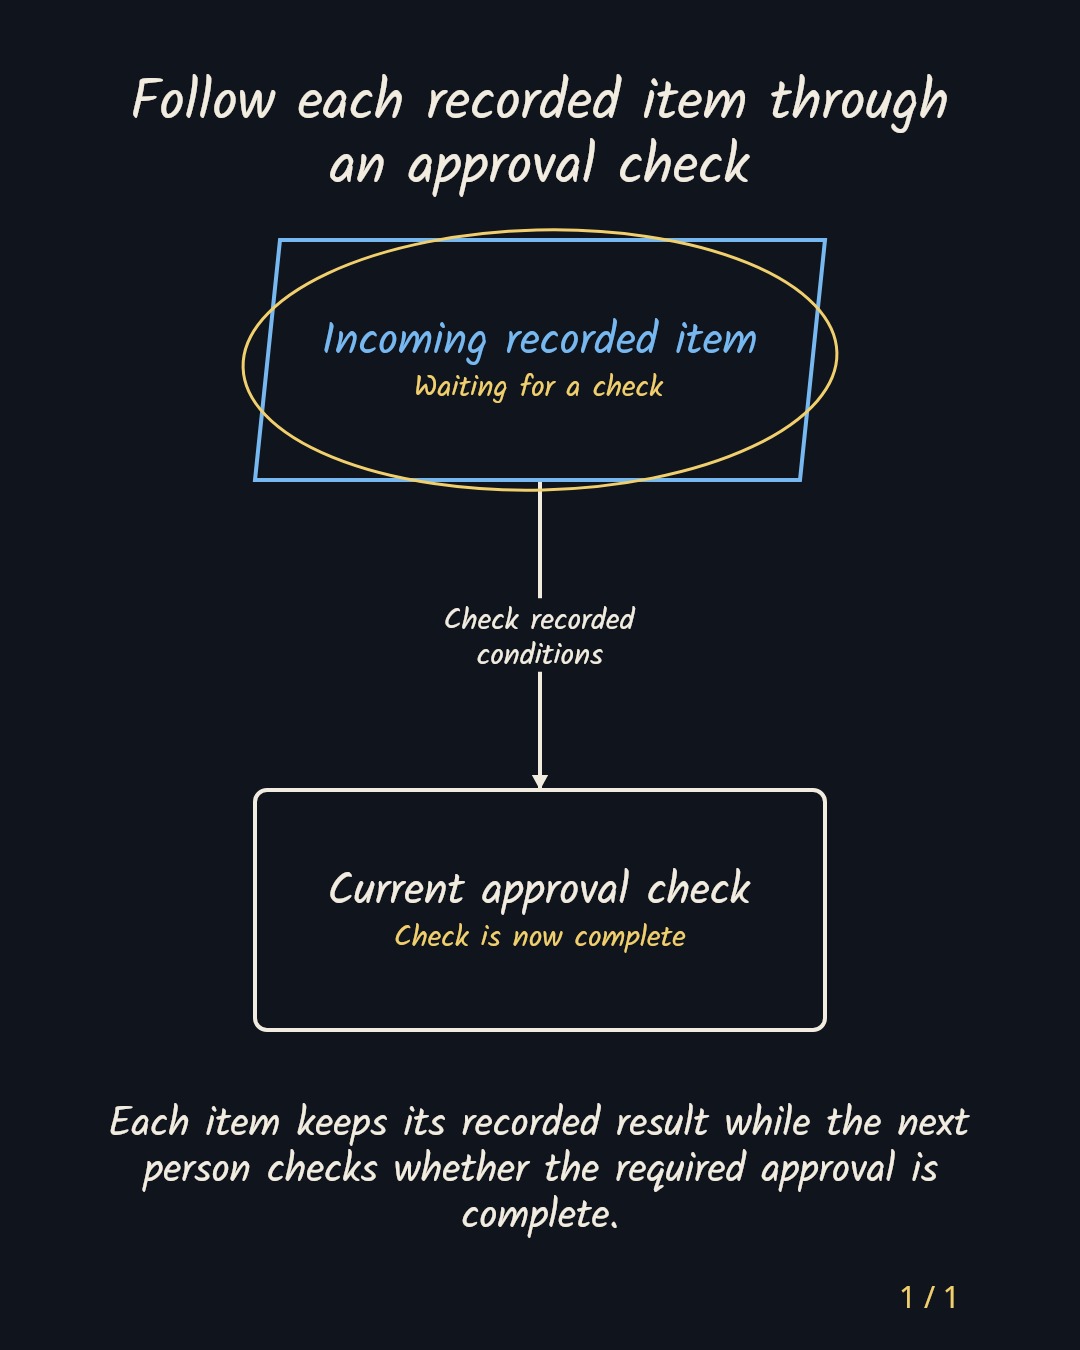 Follow each recorded item through
an approval check
Incoming recorded item
Waiting for a check
Check recorded
conditions
Current approval check
Check is now complete
Each item keeps its recorded result while the next
person checks whether the required approval is
complete.
1 / 1